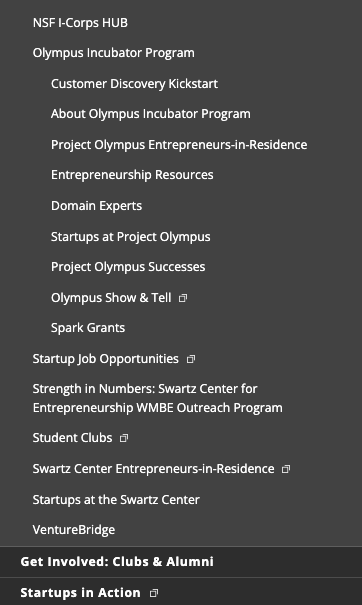 NSF I-Corps HUB
Olympus Incubator Program
Customer Discovery Kickstart
About Olympus Incubator Program
Project Olympus Entrepreneurs-in-Residence
Entrepreneurship Resources
Domain Experts
Startups at Project Olympus
Project Olympus Successes
Olympus Show & Tell
Spark Grants
Startup Job Opportunities
Strength in Numbers: Swartz Center for
Entrepreneurship WMBE Outreach Program
Student Clubs
Swartz Center Entrepreneurs-in-Residence
Startups at the Swartz Center
VentureBridge
Get Involved: Clubs & Alumni
Startups in Action